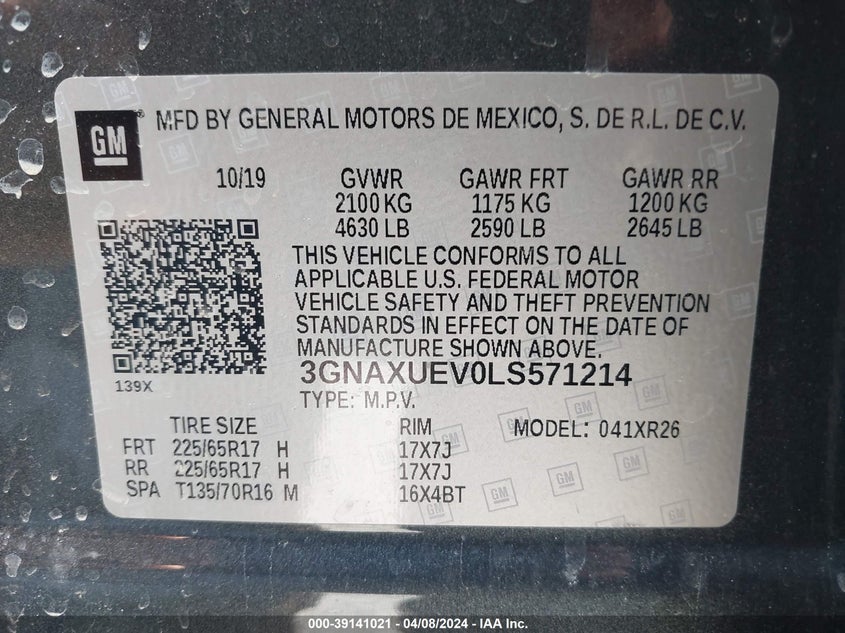 GM
MFD BY GENERAL MOTORS DE MEXICO, S. DE R.L. DE C.V.
10/19 GVWR GAWR FRT GAWR RR
2100 KG 1175 KG 1200 KG
4630 LB 2590 LB 2645 LB
THIS VEHICLE CONFORMS TO ALL
APPLICABLE U.S. FEDERAL MOTOR
VEHICLE SAFETY AND THEFT PREVENTION
STANDARDS IN EFFECT ON THE DATE OF
MANUFACTURE SHOWN ABOVE.
139X
3GNAXUEV0LS571214
TYPE: M.P.V.
TIRE SIZE RIM MODEL: 041XR26
FRT 225/65R17 H 17X7J
RR 225/65R17 H 17X7J
SPA T135/70R16 M 16X4BT
000-39141021 - 04/08/2024 - IAA Inc.